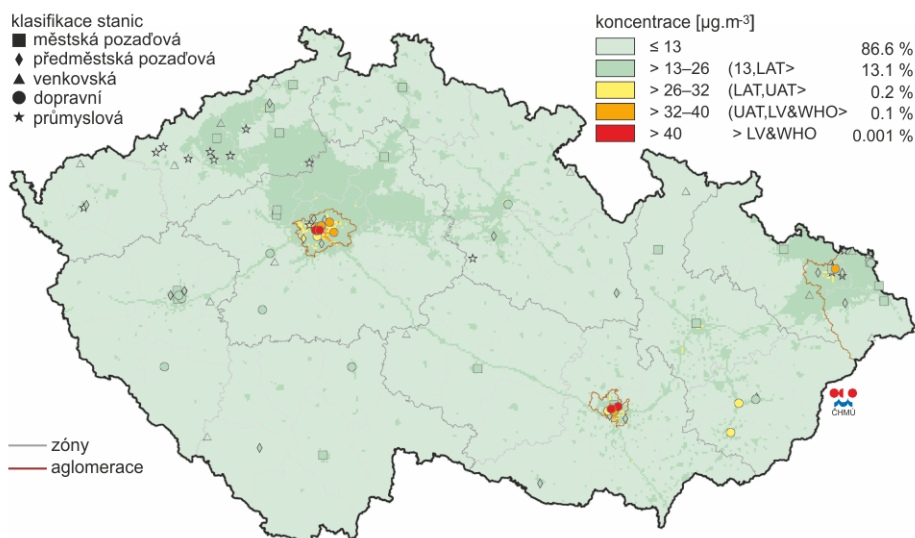 klasifikace stanic
městská pozaďová
předměstská pozaďová
venkovská
dopravní
průmyslová
koncentrace [µg.m-³]
≤ 13 86.6 %
> 13–26 (13,LAT> 13.1 %
> 26–32 (LAT,UAT> 0.2 %
> 32–40 (UAT,LV&WHO> 0.1 %
> 40 > LV&WHO 0.001 %
ČHMÚ
zóny
aglomerace